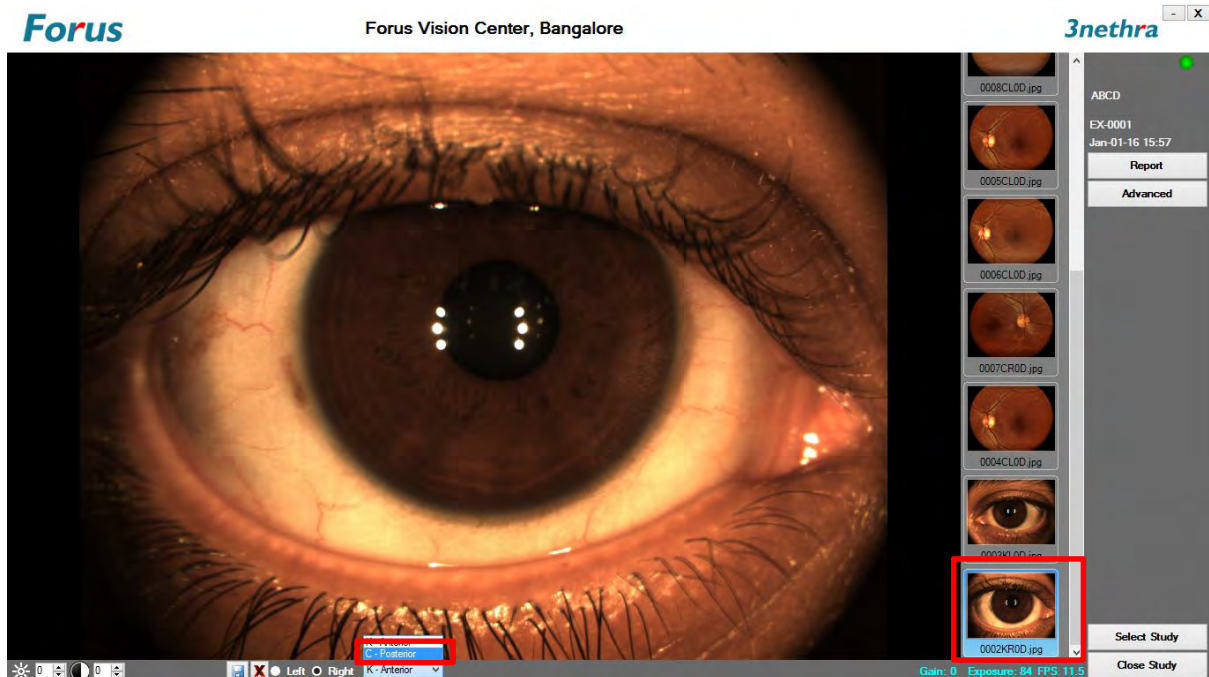 Forus
Forus Vision Center, Bangalore
3nethra
- X
0008CL0D.jpg
0005CL0D.jpg
0006CL0D.jpg
0007CR0D.jpg
0004CL0D.jpg
0003KL0D.jpg
0002KR0D.jpg
ABCD
EX-0001
Jan-01-16 15:57
Report
Advanced
Select Study
Close Study
C - Posterior
0
0
X
Left
Right
K - Anterior
Gain: 0 Exposure: 84 FPS: 11.5